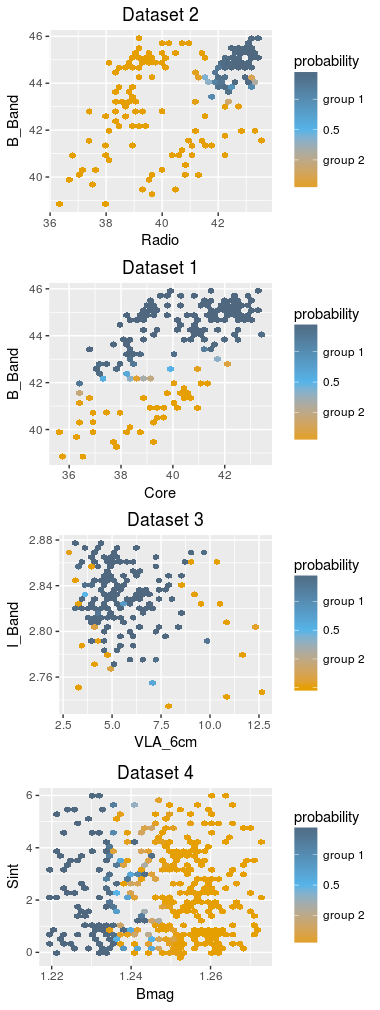 Dataset 2
46
44
42
40
B_Band
36
38
40
42
Radio
probability
group 1
0.5
group 2
Dataset 1
46
44
42
40
B_Band
36
38
40
42
Core
probability
group 1
0.5
group 2
Dataset 3
2.88
2.84
2.80
2.76
I_Band
2.5
5.0
7.5
10.0
12.5
VLA_6cm
probability
group 1
0.5
group 2
Dataset 4
6
4
2
0
Sint
1.22
1.24
1.26
Bmag
probability
group 1
0.5
group 2